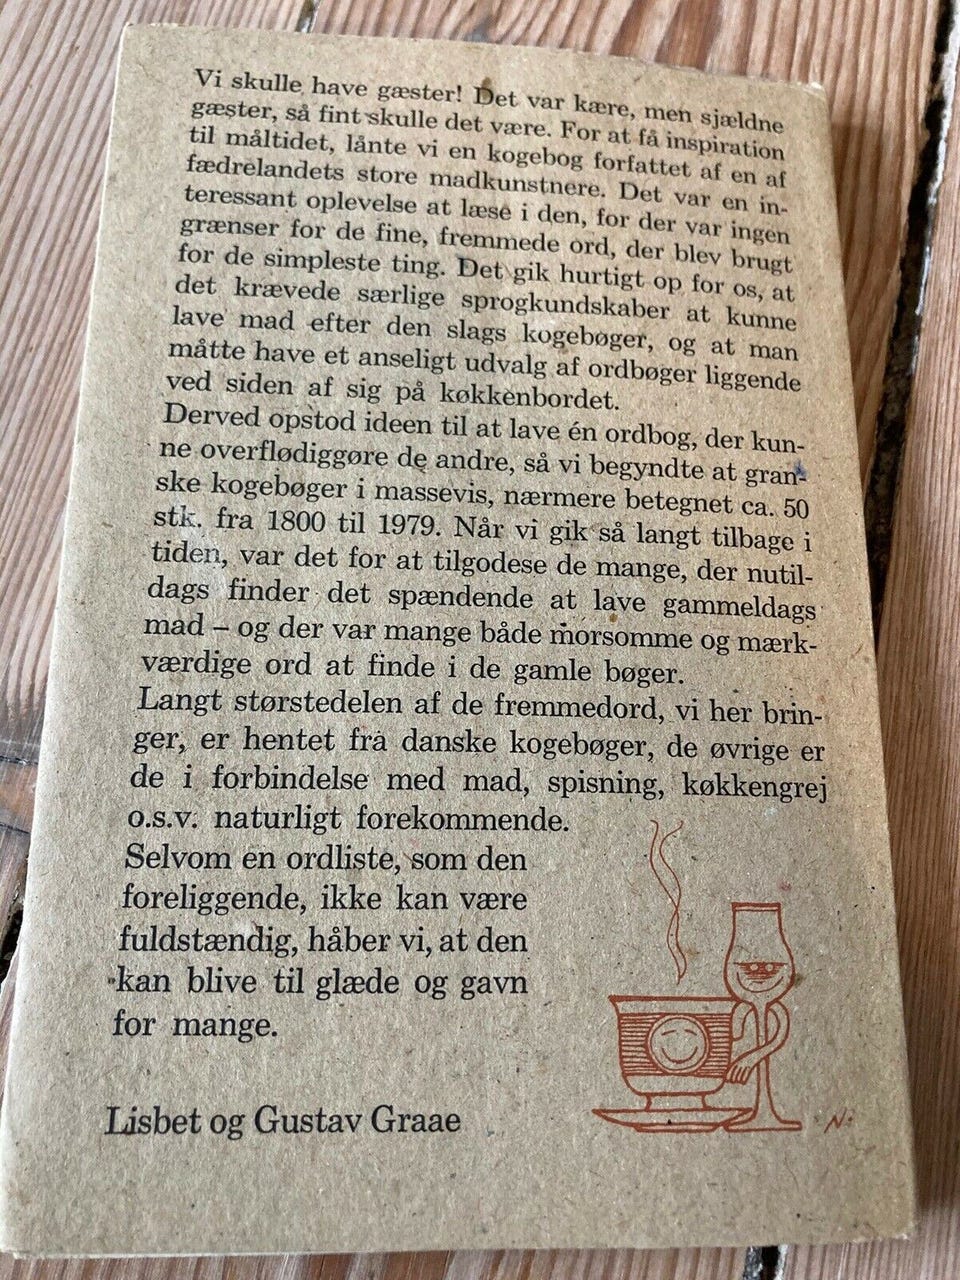 Vi skulle have gæster! Det var kære, men sjældne
gæster, så fint skulle det være. For at få inspiration
til måltidet, lånte vi en kogebog forfattet af en af
fædrelandets store madkunstnere. Det var en in-
teressant oplevelse at læse i den, for der var ingen
grænser for de fine, fremmede ord, der blev brugt
for de simpleste ting. Det gik hurtigt op for os, at
det krævede særlige sprogkundskaber at kunne
lave mad efter den slags kogebøger, og at man
måtte have et anseligt udvalg af ordbøger liggende
ved siden af sig på køkkenbordet.
Derved opstod ideen til at lave én ordbog, der kun-
ne overflødiggøre de andre, så vi begyndte at gran-
ske kogebøger i massevis, nærmere betegnet ca. 50
stk. fra 1800 til 1979. Når vi gik så langt tilbage i
tiden, var det for at tilgodese de mange, der nutil-
dags finder det spændende at lave gammeldags
mad – og der var mange både morsomme og mærk-
værdige ord at finde i de gamle bøger.
Langt størstedelen af de fremmedord, vi her brin-
ger, er hentet fra danske kogebøger, de øvrige er
de i forbindelse med mad, spisning, køkkengrej
o.s.v. naturligt forekommende.
Selvom en ordliste, som den
foreliggende, ikke kan være
fuldstændig, håber vi, at den
kan blive til glæde og gavn
for mange.
Lisbet og Gustav Graae
N.